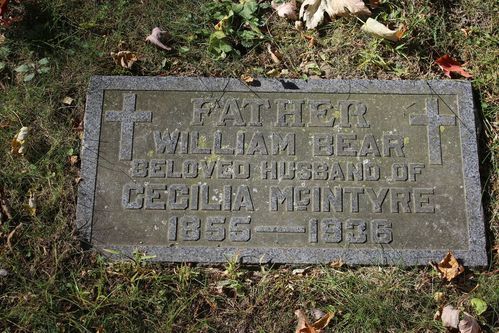 FATHER
WILLIAM BEAR
BELOVED HUSBAND OF
CECILIA McINTYRE
1855 — 1936